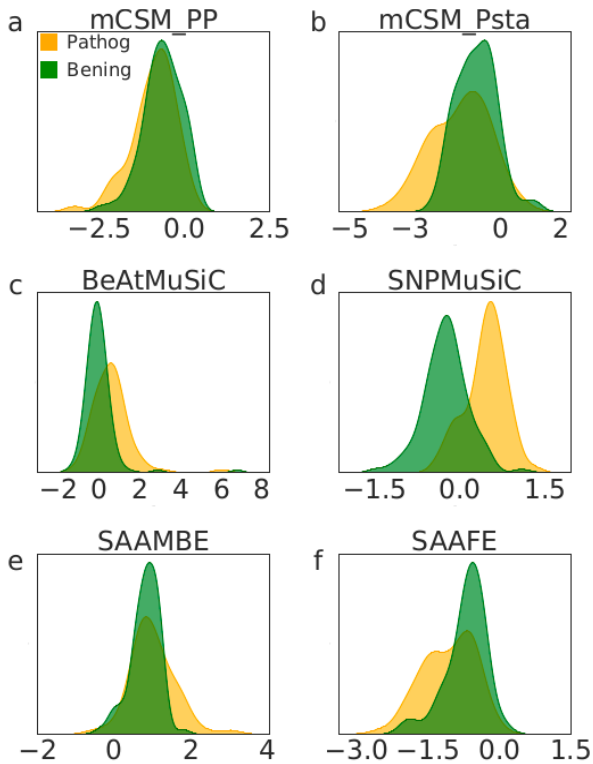 a mCSM_PP
Pathog
Bening
-2.5 0.0 2.5
b mCSM_Psta
−5 −3 0 2
c BeAtMuSiC
−2 0 2 4 6 8
d SNPMuSiC
−1.5 0.0 1.5
e SAAMBE
−2 0 2 4
f SAAFE
−3.0 −1.5 0.0 1.5